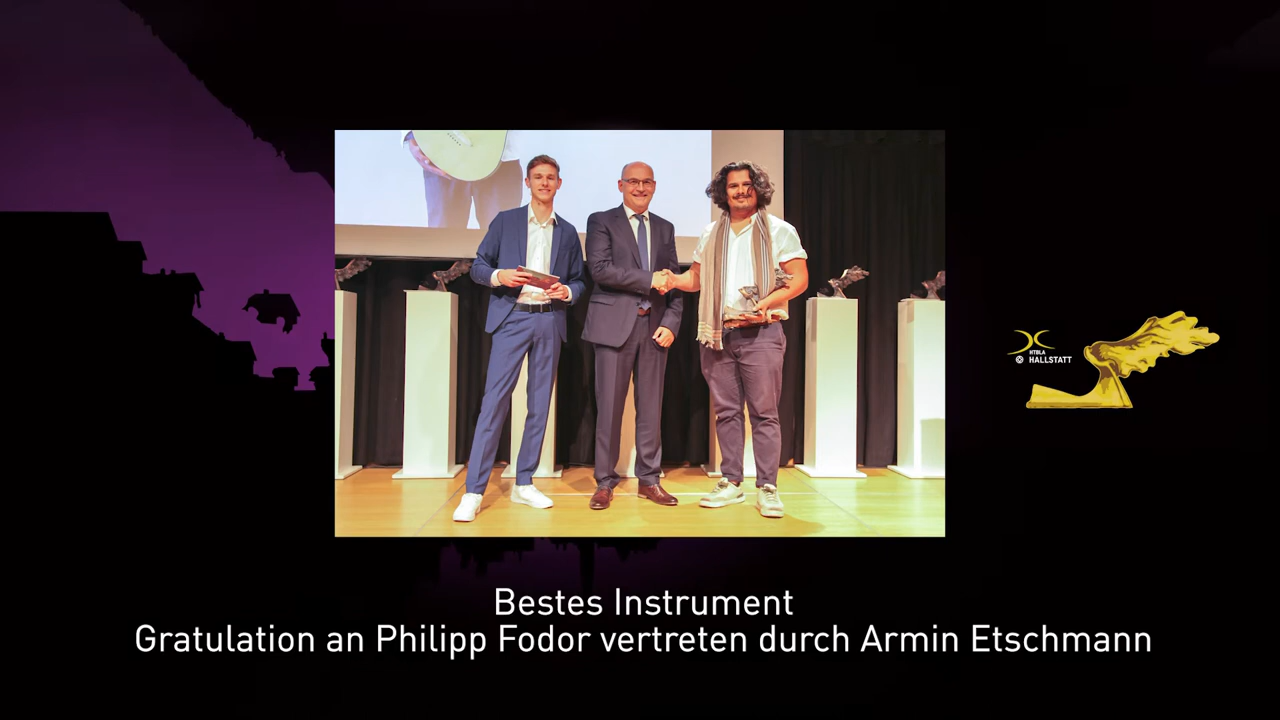 HTBLA
HALLSTATT
Bestes Instrument
Gratulation an Philipp Fodor vertreten durch Armin Etschmann